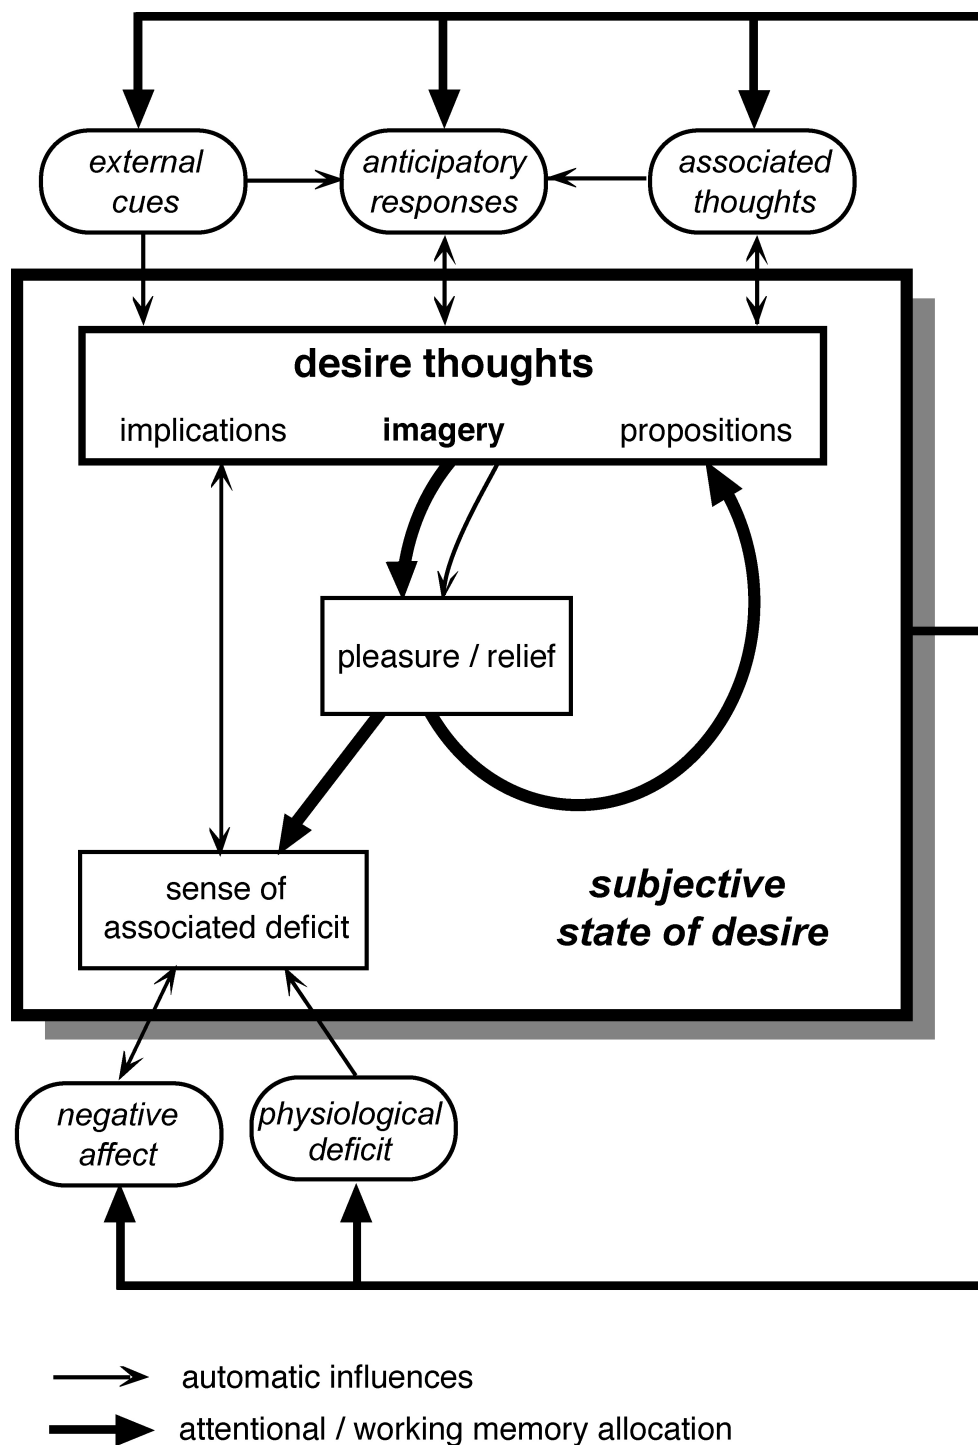 external
cues
anticipatory
responses
associated
thoughts
desire thoughts
implications
imagery
propositions
pleasure / relief
sense of
associated deficit
subjective
state of desire
negative
affect
physiological
deficit
automatic influences
attentional / working memory allocation